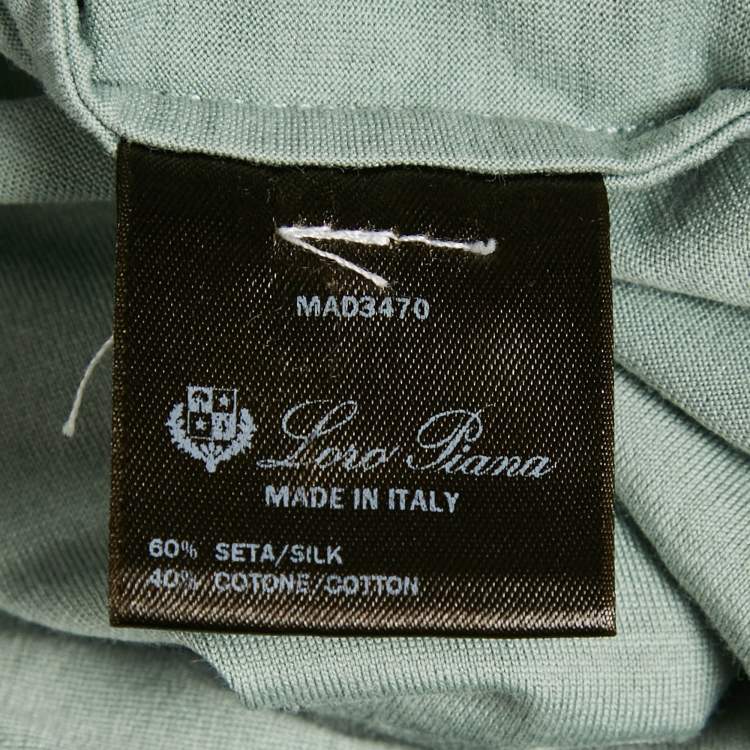 MAD3470
Loro Piana
MADE IN ITALY
60% SETA/SILK
40% COTONE/COTTON